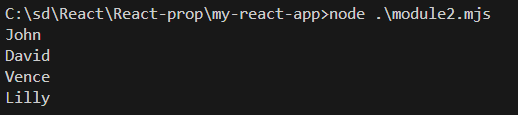 C:\sd\React\React-prop\my-react-app>node .\module2.mjs
John
David
Vence
Lilly